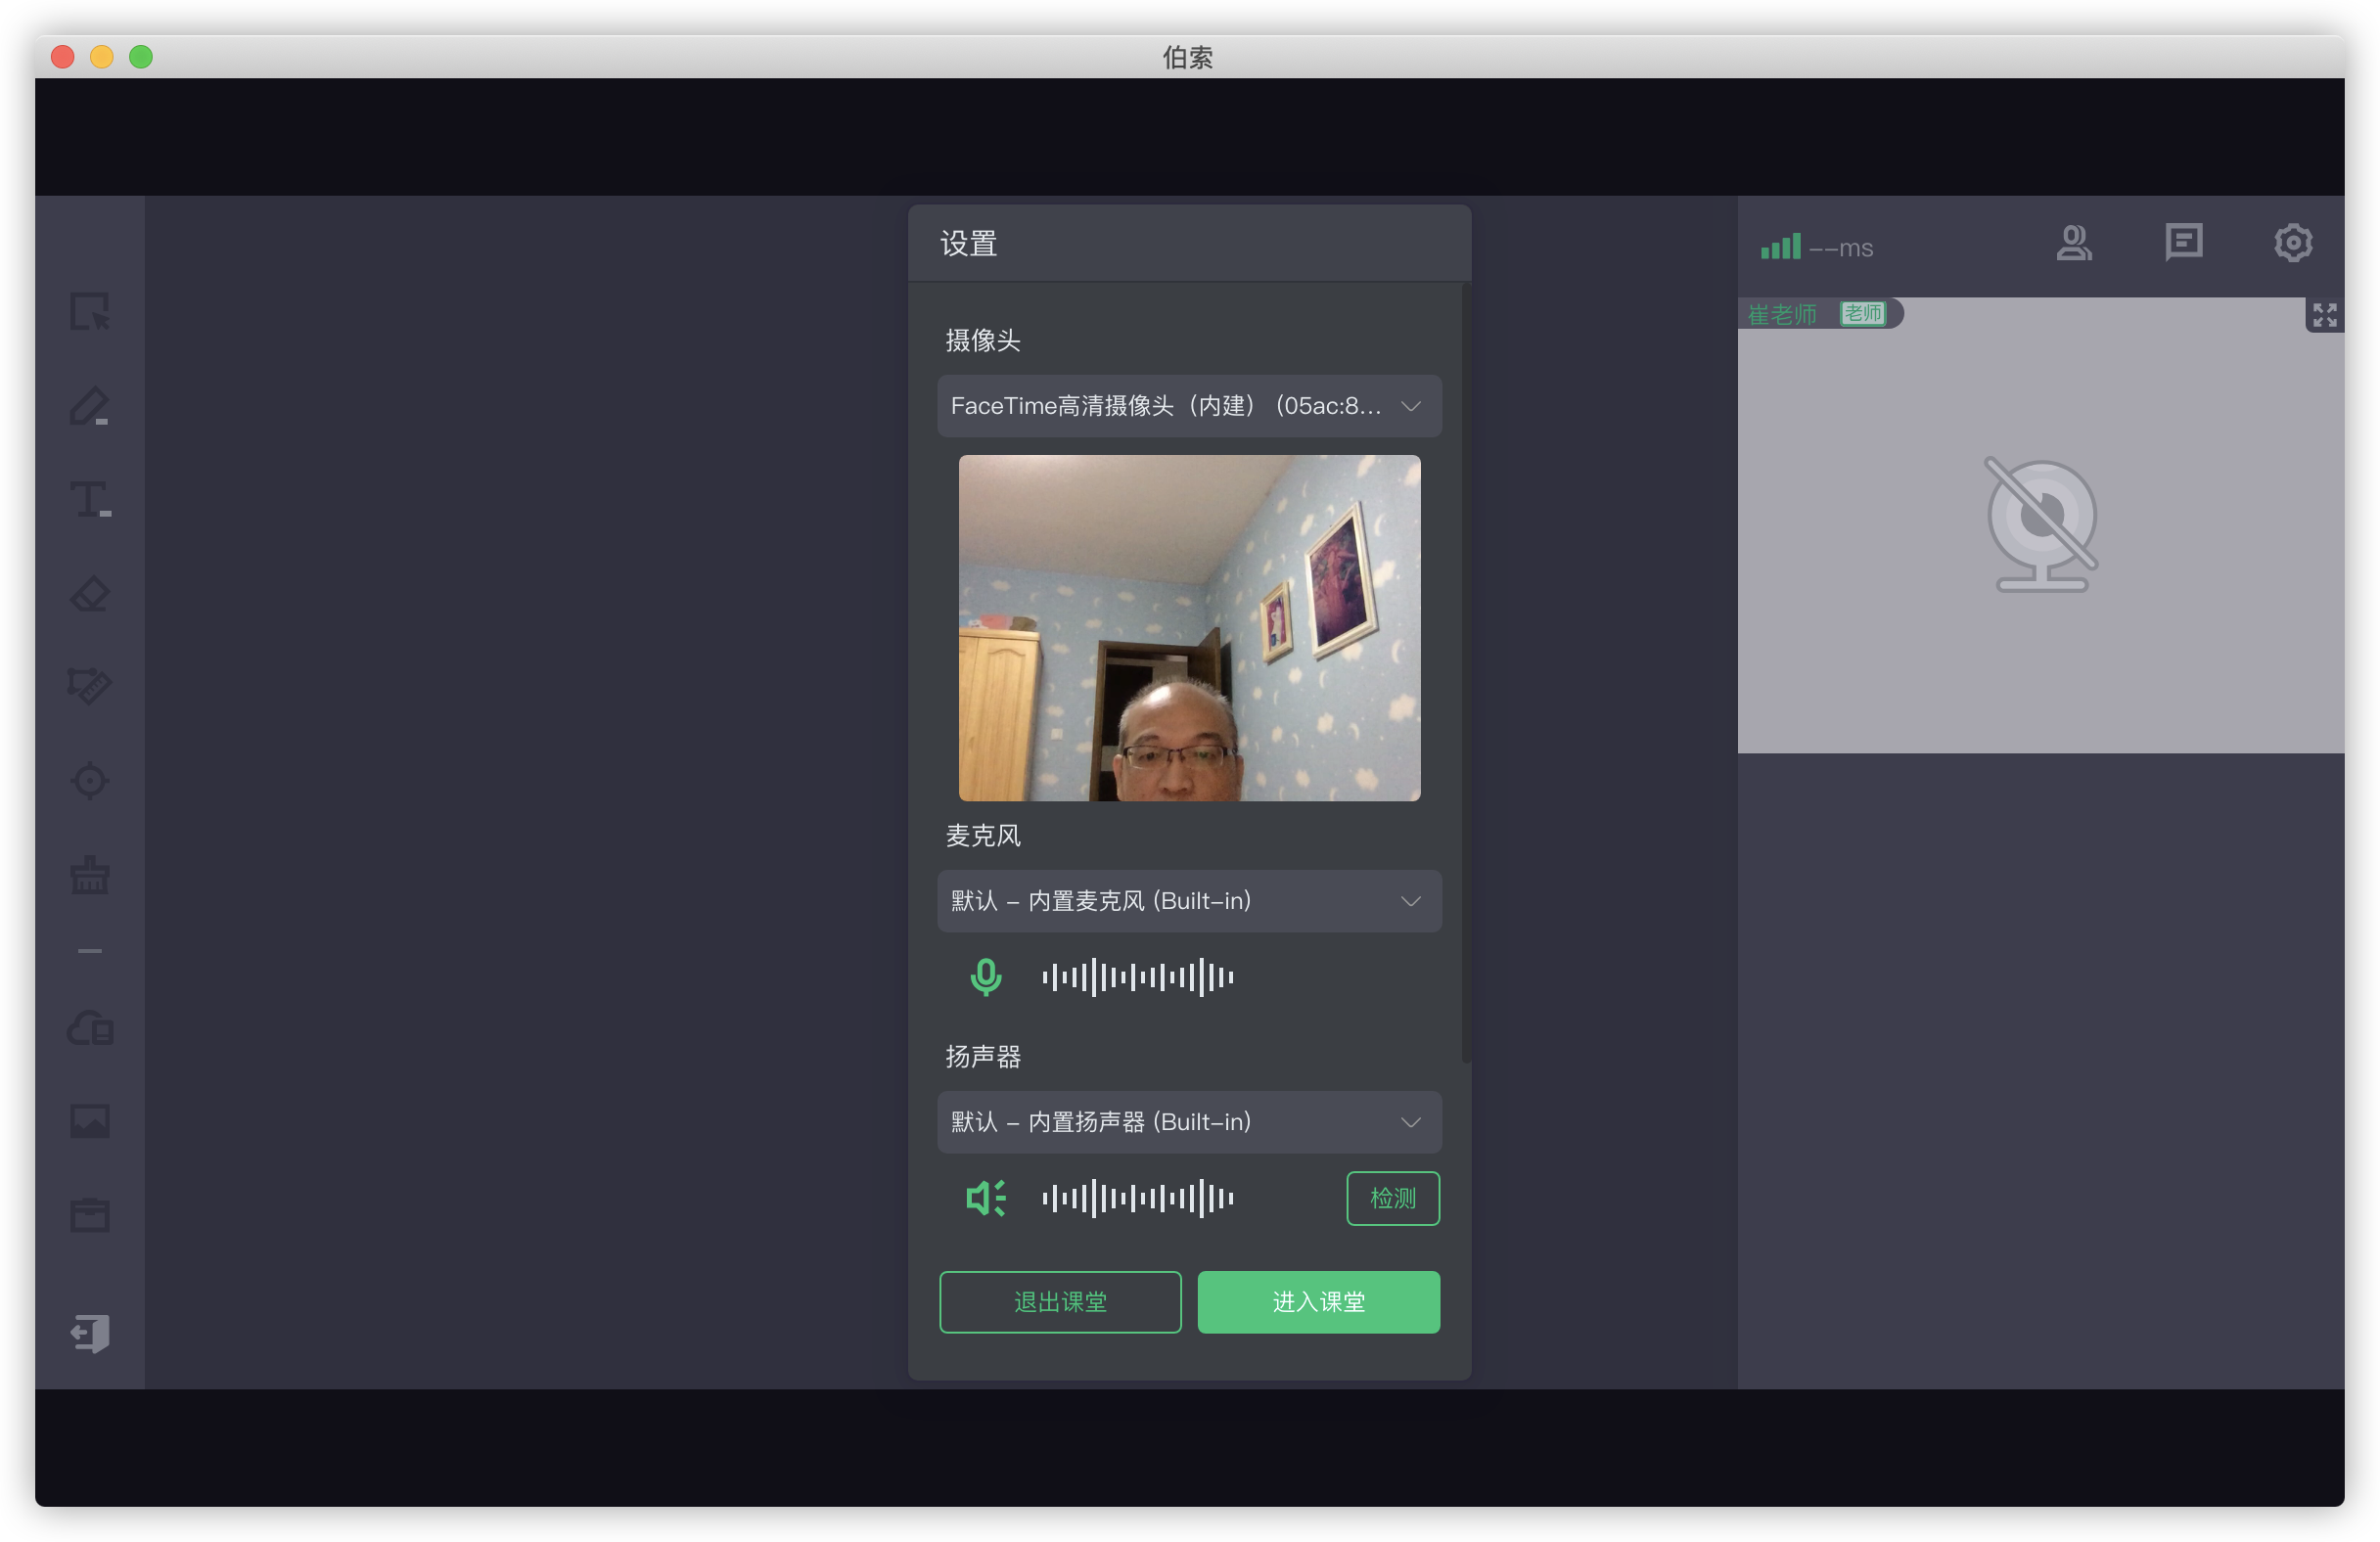 伯索
设置
--ms
崔老师 老师
摄像头
FaceTime高清摄像头（内建） (05ac:8...
麦克风
默认 - 内置麦克风 (Built-in)
扬声器
默认 - 内置扬声器 (Built-in)
检测
退出课堂
进入课堂